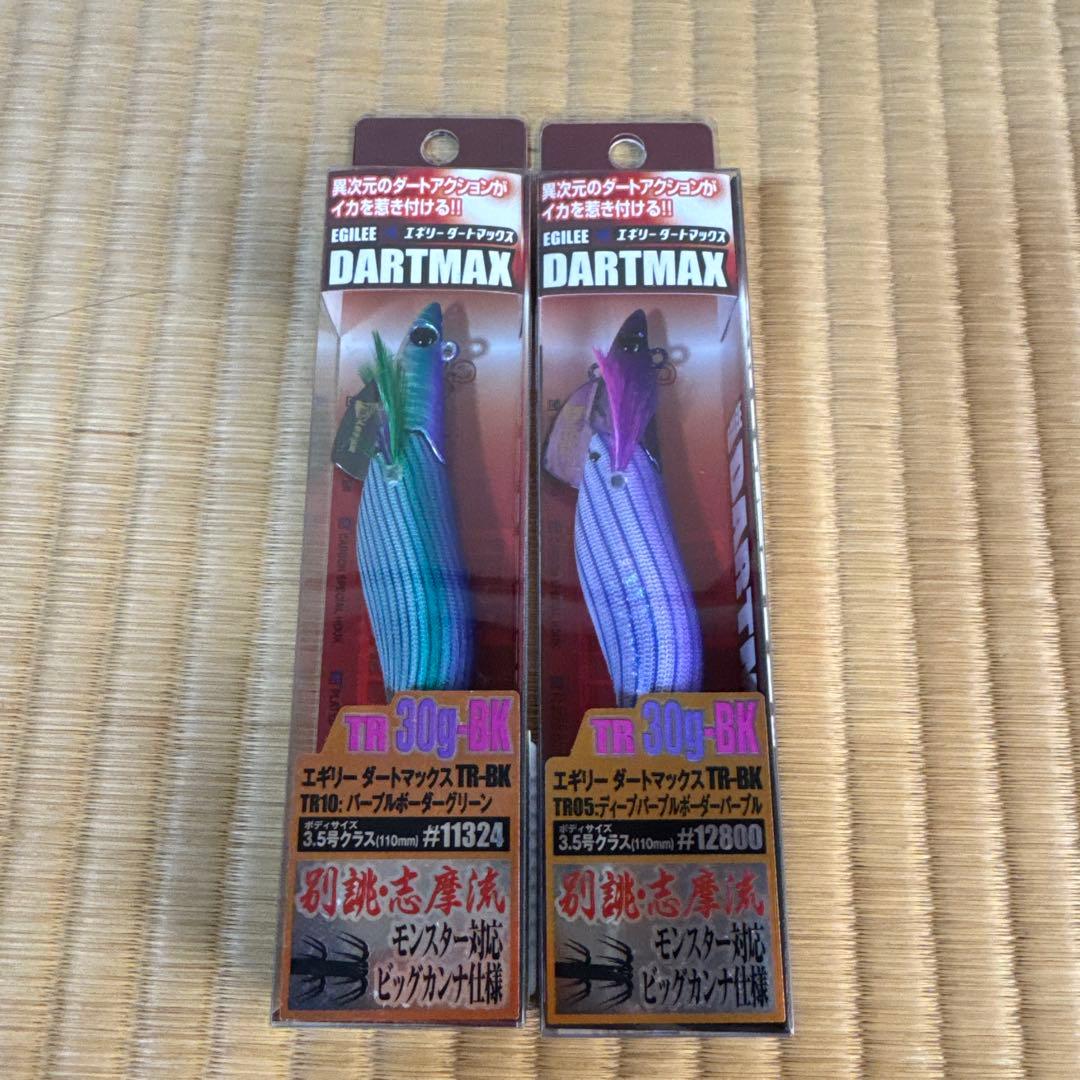 異次元のダートアクションが
イカを惹き付ける!!
EGILEE エギリーダートマックス
DARTMAX
CARBON SPECIAL HOOK
TR 30g-BK
エギリー ダートマックスTR-BK
TR10:パープルボーダーグリーン
ボディサイズ
3.5号クラス(110mm) #11324
別誂・志摩流
モンスター対応
ビッグカンナ仕様
異次元のダートアクションが
イカを惹き付ける!!
EGILEE エギリーダートマックス
DARTMAX
TR 30g-BK
エギリー ダートマックスTR-BK
TR05:ディープパープルボーダーパープル
ボディサイズ
3.5号クラス(110mm) #12800
別誂・志摩流
モンスター対応
ビッグカンナ仕様